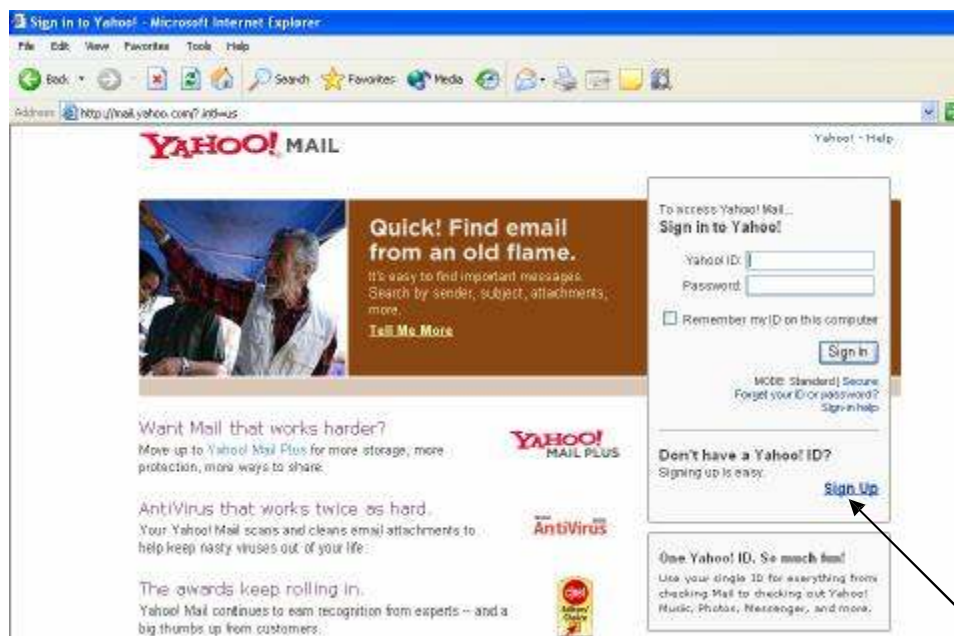 Sign in to Yahoo! - Microsoft Internet Explorer
File Edit View Favorites Tools Help
Back Search Favorites Media
Address http://mail.yahoo.com/?.intl=us
YAHOO! MAIL
Yahoo! - Help
Quick! Find email
from an old flame.
It's easy to find important messages.
Search by sender, subject, attachments,
more.
Tell Me More
To access Yahoo! Mail...
Sign in to Yahoo!
Yahoo! ID:
Password:
Remember my ID on this computer
Sign In
MODE: Standard | Secure
Forget your ID or password?
Sign-in help
Don't have a Yahoo! ID?
Signing up is easy.
Sign Up
Want Mail that works harder?
Move up to Yahoo! Mail Plus for more storage, more
protection, more ways to share.
YAHOO!
MAIL PLUS
AntiVirus that works twice as hard.
Your Yahoo! Mail scans and cleans email attachments to
help keep nasty viruses out of your life.
AntiVirus
The awards keep rolling in.
Yahoo! Mail continues to earn recognition from experts -- and a
big thumbs up from customers.
One Yahoo! ID. So much fun!
Use your single ID for everything from
checking Mail to checking out Yahoo!
Music, Photos, Messenger, and more.